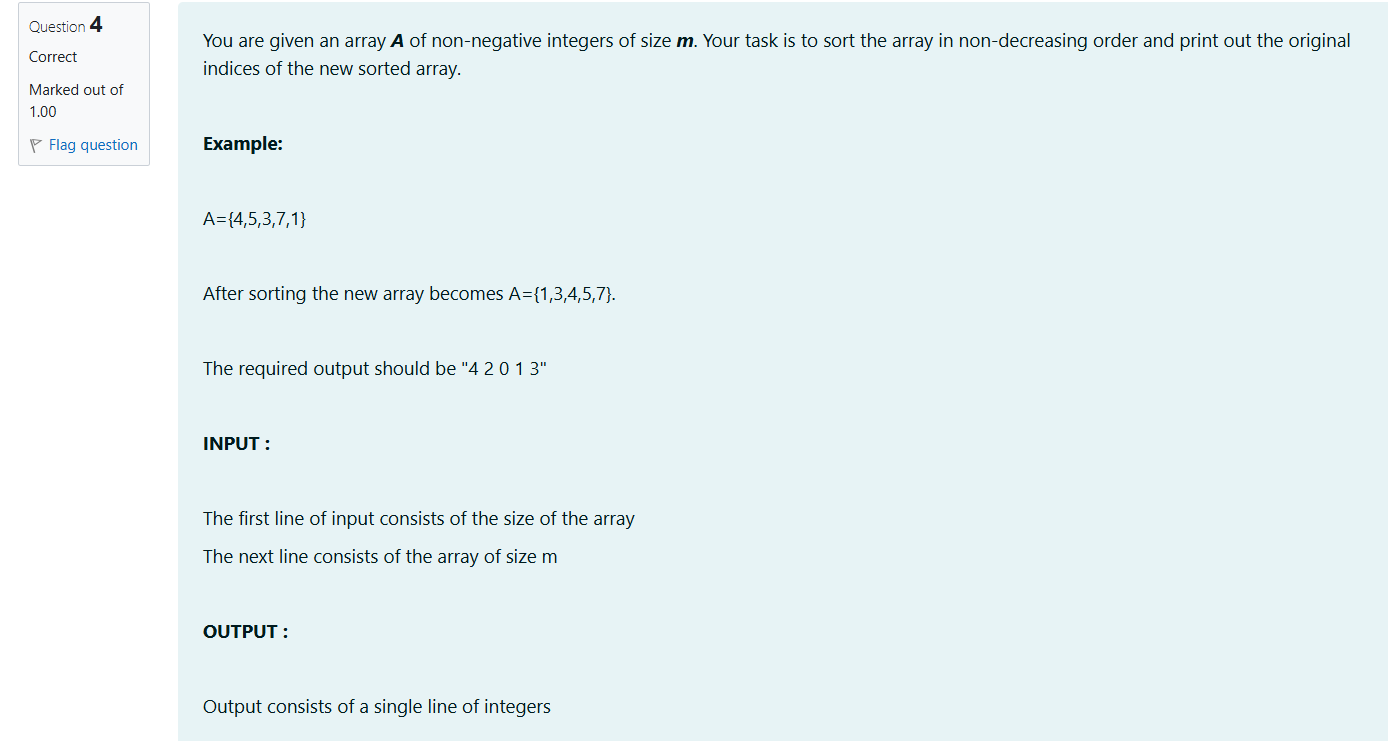 Question 4
Correct
Marked out of
1.00
Flag question
You are given an array A of non-negative integers of size m. Your task is to sort the array in non-decreasing order and print out the original
indices of the new sorted array.
Example:
A={4,5,3,7,1}
After sorting the new array becomes A={1,3,4,5,7}.
The required output should be "4 2 0 1 3"
INPUT :
The first line of input consists of the size of the array
The next line consists of the array of size m
OUTPUT :
Output consists of a single line of integers